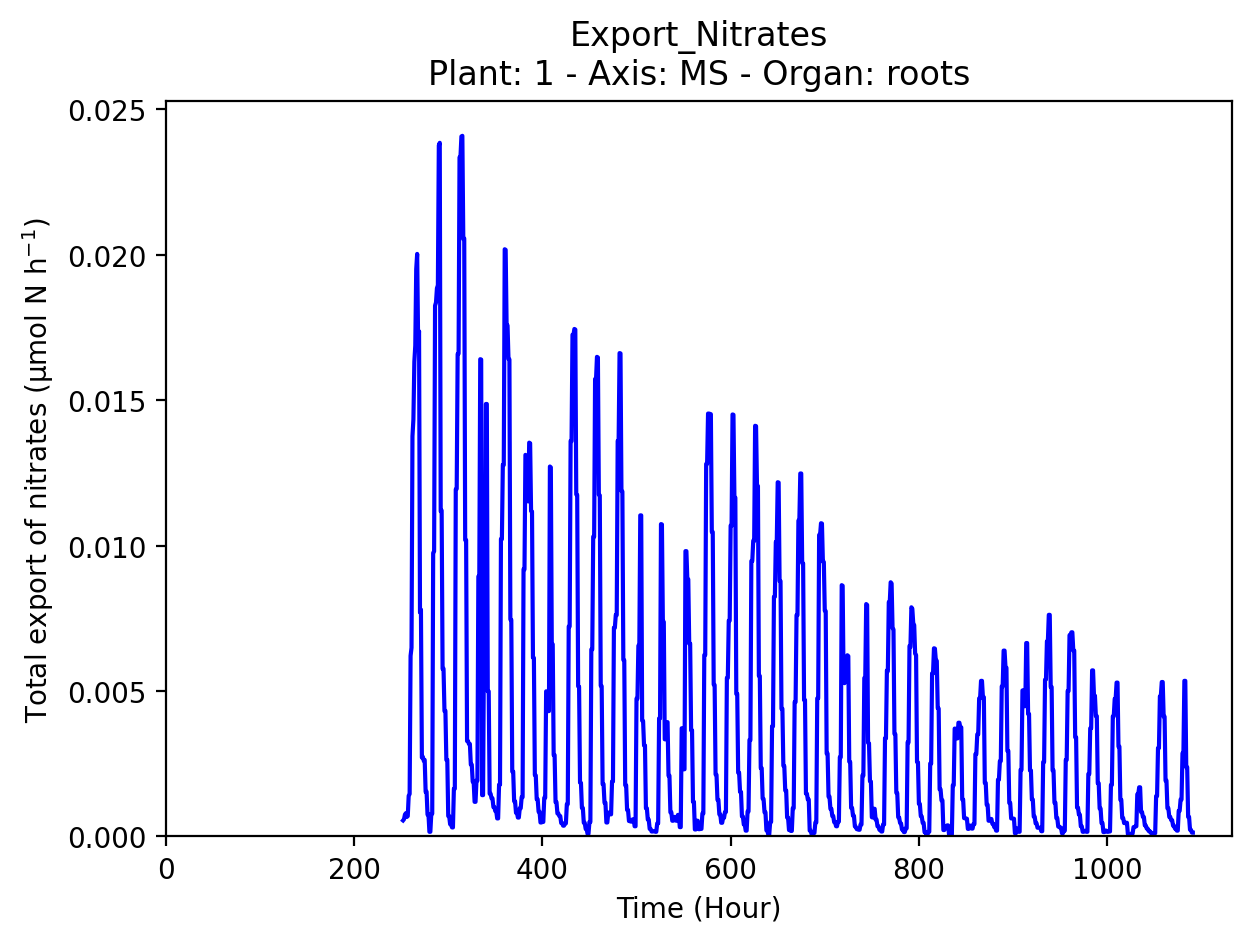 Export_Nitrates
Plant: 1 - Axis: MS - Organ: roots
Total export of nitrates (µmol N h⁻¹)
0.025
0.020
0.015
0.010
0.005
0.000
0 200 400 600 800 1000
Time (Hour)